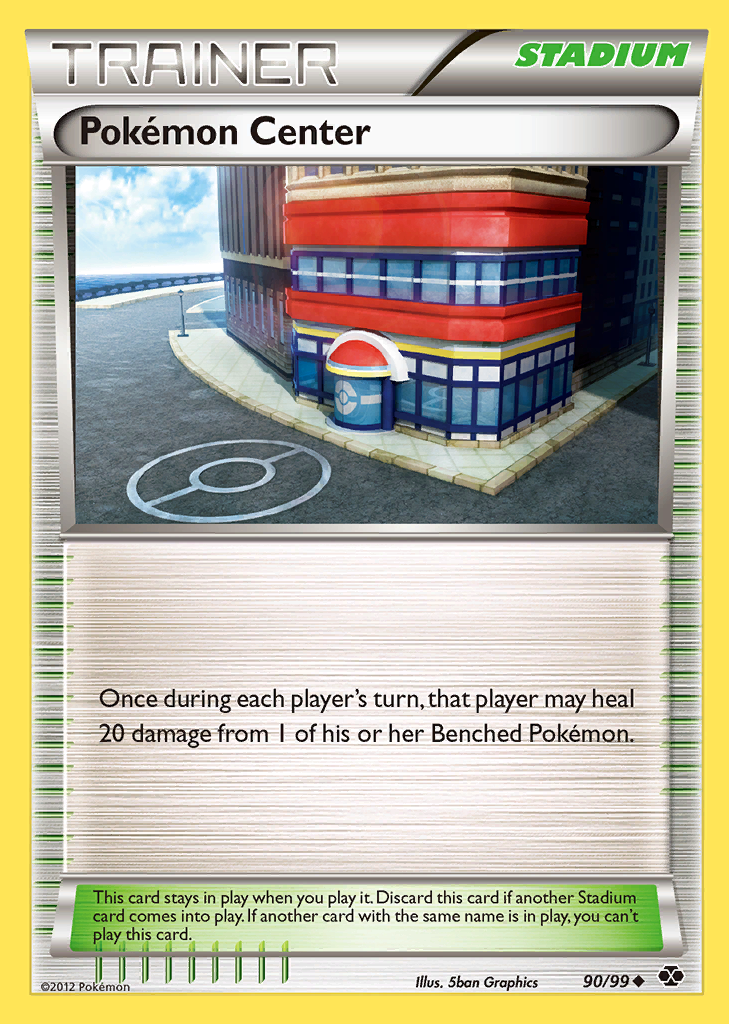 TRAINER
STADIUM
Pokémon Center
Once during each player's turn, that player may heal
20 damage from 1 of his or her Benched Pokémon.
This card stays in play when you play it. Discard this card if another Stadium
card comes into play. If another card with the same name is in play, you can't
play this card.
©2012 Pokémon
Illus. 5ban Graphics
90/99